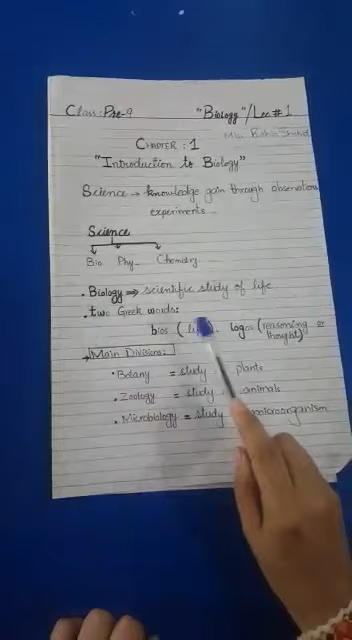 Class: Pre-9 "Biology"/Lec # 1
Miss
CHAPTER : 1
"Introduction to Biology"
Science → knowledge gain through observation
experiments
Science
Bio Phy Chemistry
• Biology ⇒ scientific study of life
• two Greek words:
bios ( logos (reasoning or
thought)
→ Main Divisions:
• Botany = study plants
• Zoology = study animals
• Microbiology = study microorganism